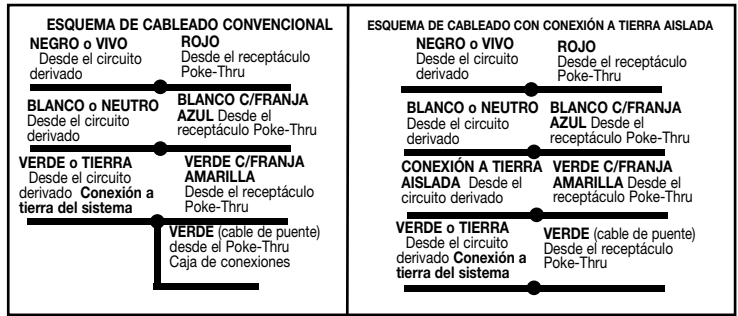 ESQUEMA DE CABLEADO CONVENCIONAL
NEGRO o VIVO
Desde el circuito
derivado
ROJO
Desde el receptáculo
Poke-Thru
BLANCO o NEUTRO
Desde el circuito
derivado
BLANCO C/FRANJA
AZUL Desde el
receptáculo Poke-Thru
VERDE o TIERRA
Desde el circuito
derivado Conexión a
tierra del sistema
VERDE C/FRANJA
AMARILLA
Desde el receptáculo
Poke-Thru
VERDE (cable de puente)
desde el Poke-Thru
Caja de conexiones
ESQUEMA DE CABLEADO CON CONEXIÓN A TIERRA AISLADA
NEGRO o VIVO
Desde el circuito
derivado
ROJO
Desde el receptáculo
Poke-Thru
BLANCO o NEUTRO
Desde el circuito
derivado
BLANCO C/FRANJA
AZUL Desde el
receptáculo Poke-Thru
CONEXIÓN A TIERRA
AISLADA Desde el
circuito derivado
VERDE C/FRANJA
AMARILLA Desde el
receptáculo Poke-Thru
VERDE o TIERRA
Desde el circuito
derivado Conexión a
tierra del sistema
VERDE (cable de puente)
Desde el receptáculo
Poke-Thru